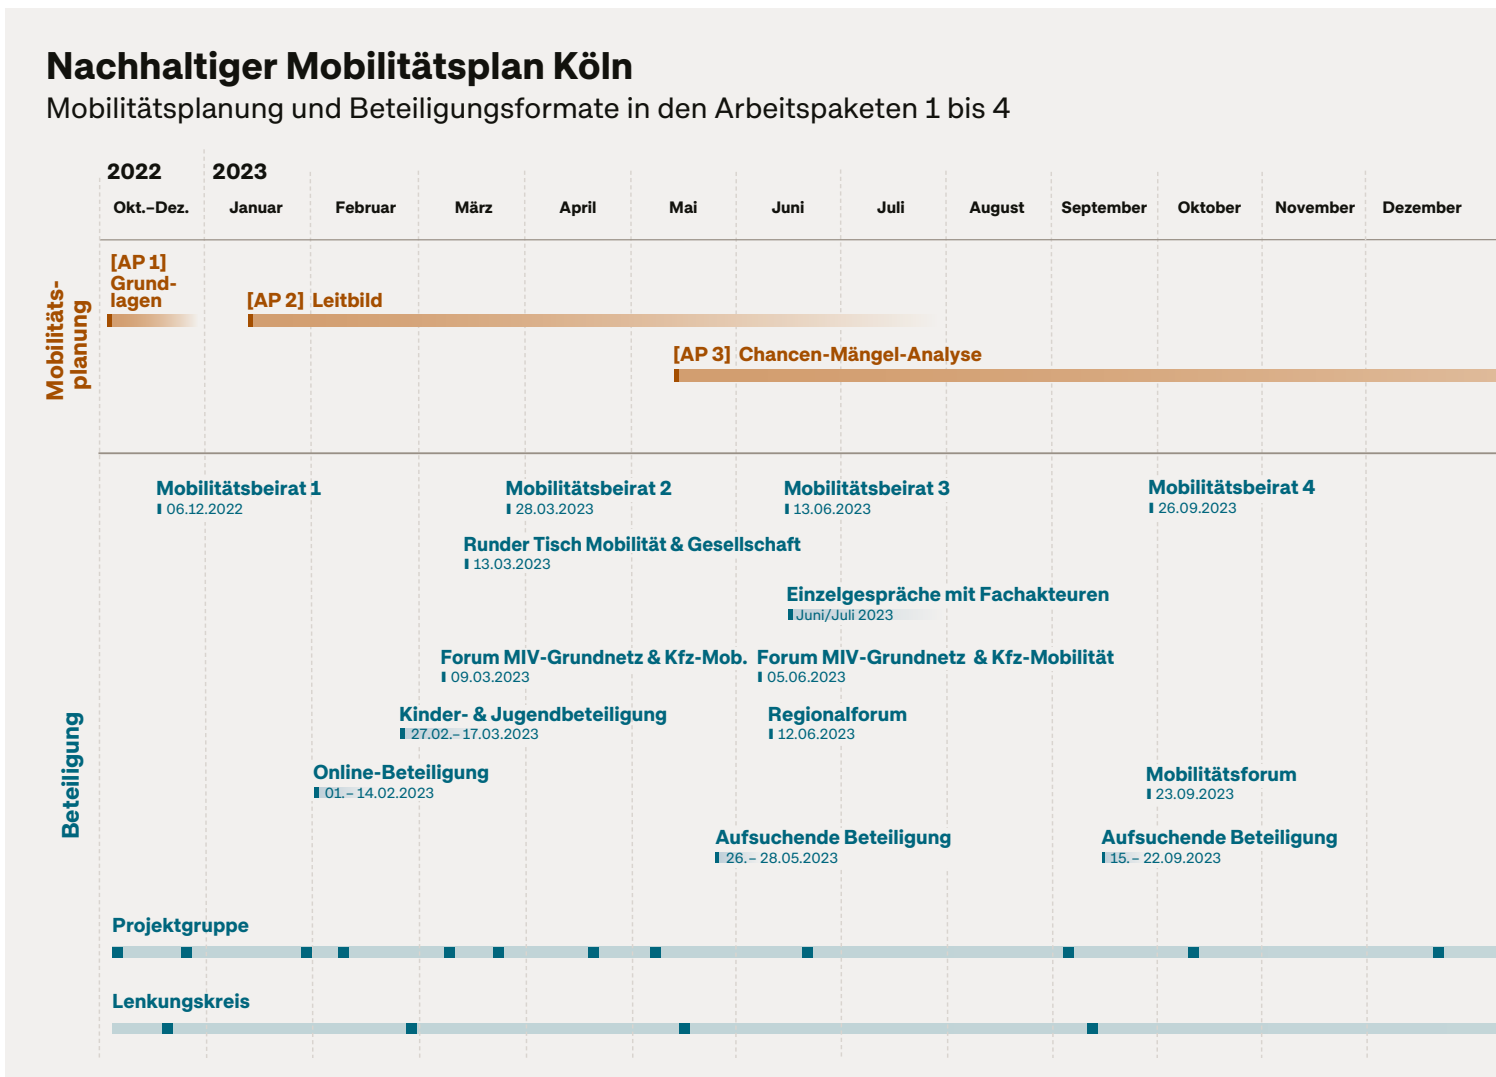 Nachhaltiger Mobilitätsplan Köln
Mobilitätsplanung und Beteiligungsformate in den Arbeitspaketen 1 bis 4
2022 2023
Okt.–Dez. Januar Februar März April Mai Juni Juli August September Oktober November Dezember
Mobilitäts-
planung
[AP 1]
Grund-
lagen
[AP 2] Leitbild
[AP 3] Chancen-Mängel-Analyse
Beteiligung
Mobilitätsbeirat 1
06.12.2022
Mobilitätsbeirat 2
28.03.2023
Mobilitätsbeirat 3
13.06.2023
Mobilitätsbeirat 4
26.09.2023
Runder Tisch Mobilität & Gesellschaft
13.03.2023
Einzelgespräche mit Fachakteuren
Juni/Juli 2023
Forum MIV-Grundnetz & Kfz-Mob.
09.03.2023
Forum MIV-Grundnetz & Kfz-Mobilität
05.06.2023
Kinder- & Jugendbeteiligung
27.02.– 17.03.2023
Regionalforum
12.06.2023
Online-Beteiligung
01.– 14.02.2023
Mobilitätsforum
23.09.2023
Aufsuchende Beteiligung
26.– 28.05.2023
Aufsuchende Beteiligung
15.– 22.09.2023
Projektgruppe
Lenkungskreis